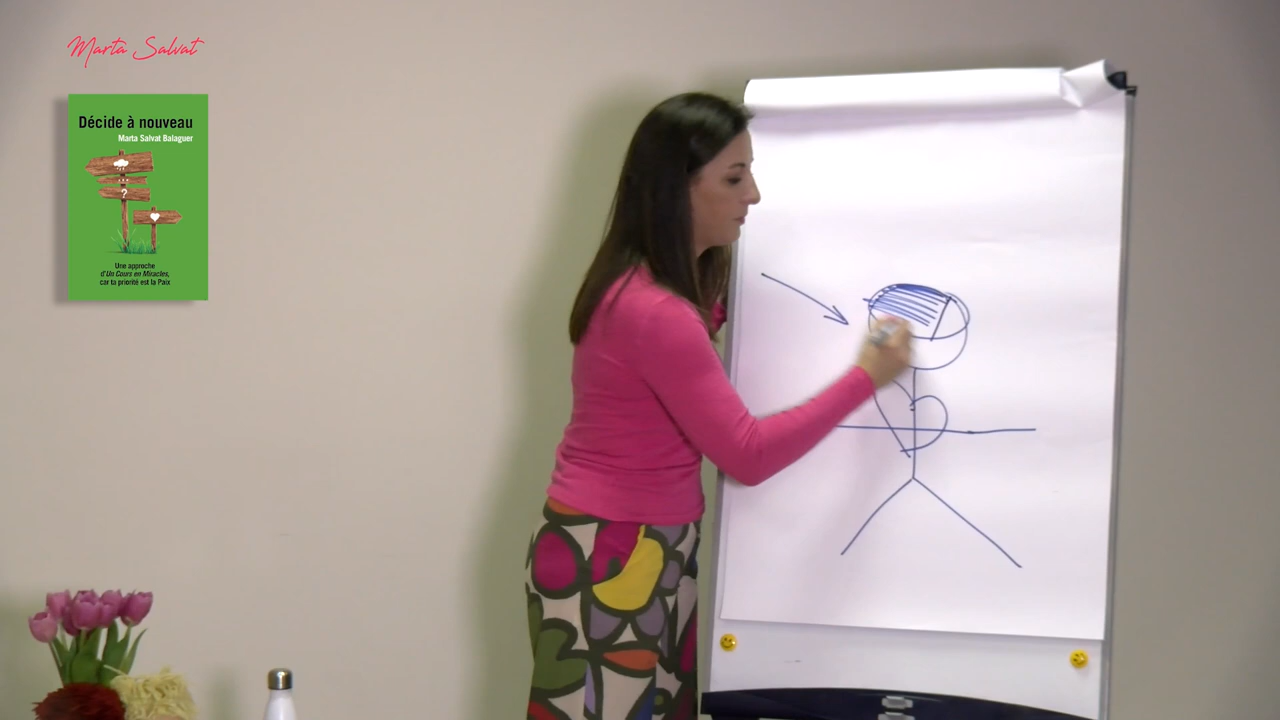 Marta Salvat
Décide à nouveau
Marta Salvat Balaguer
?
Une approche
d'Un Cours en Miracles,
car ta priorité est la Paix